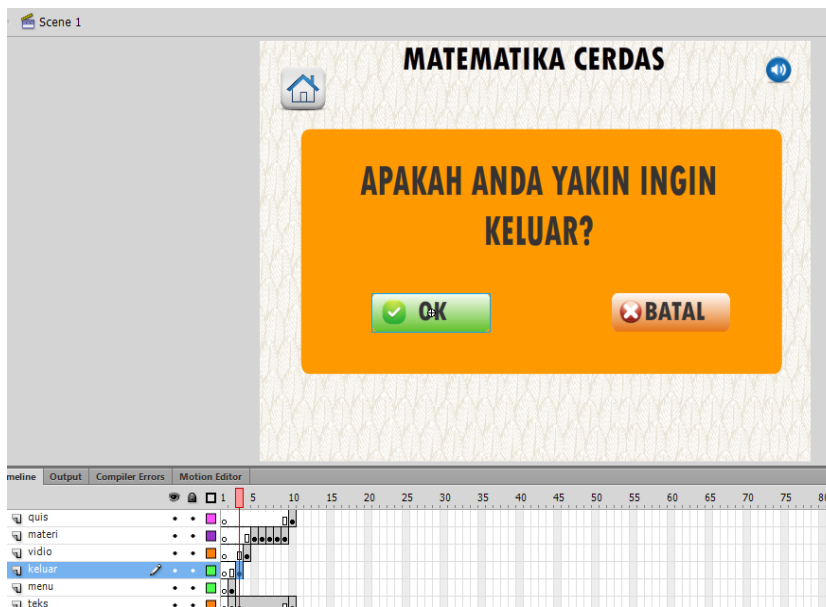 Scene 1
MATEMATIKA CERDAS
APAKAH ANDA YAKIN INGIN
KELUAR?
OK
BATAL
meline Output Compiler Errors Motion Editor
1 5 10 15 20 25 30 35 40 45 50 55 60 65 70 75 80
quis
materi
vidio
keluar
menu
teks